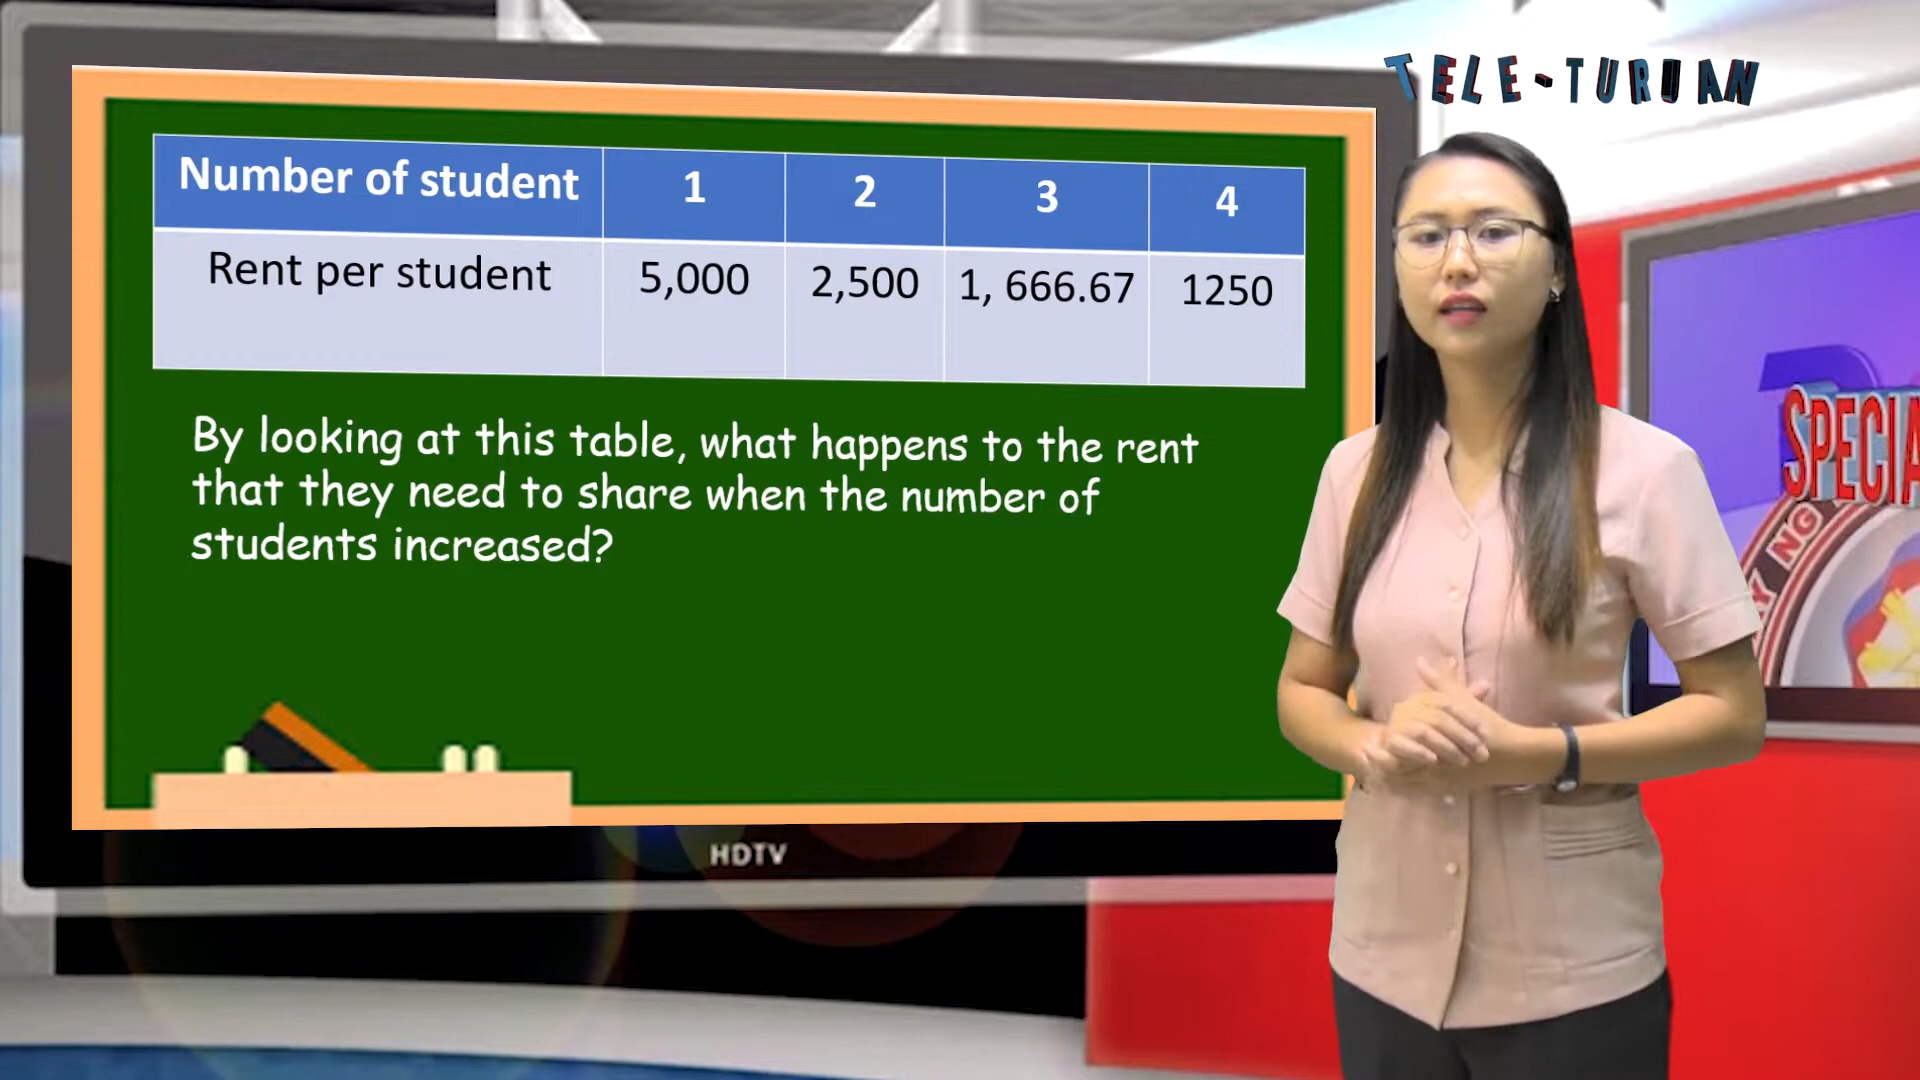 TELE-TURUAN
Number of student 1 2 3 4
Rent per student 5,000 2,500 1, 666.67 1250
By looking at this table, what happens to the rent
that they need to share when the number of
students increased?
SPECIA
NG
HDTV